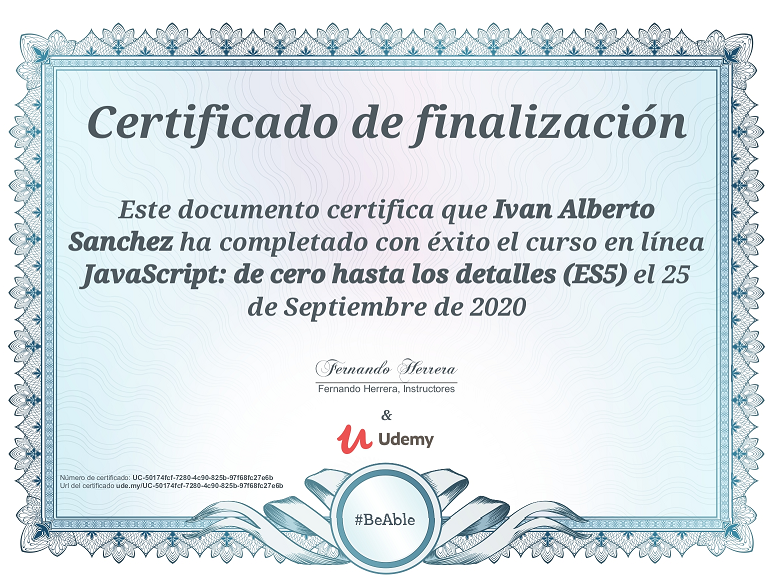 Certificado de finalización
Este documento certifica que Ivan Alberto
Sanchez ha completado con éxito el curso en línea
JavaScript: de cero hasta los detalles (ES5) el 25
de Septiembre de 2020
Fernando Herrera
Fernando Herrera, Instructores
&
Udemy
Número de certificado: UC-50174fcf-7280-4c90-825b-97f68fc27e6b
Url del certificado ude.my/UC-50174fcf-7280-4c90-825b-97f68fc27e6b
#BeAble